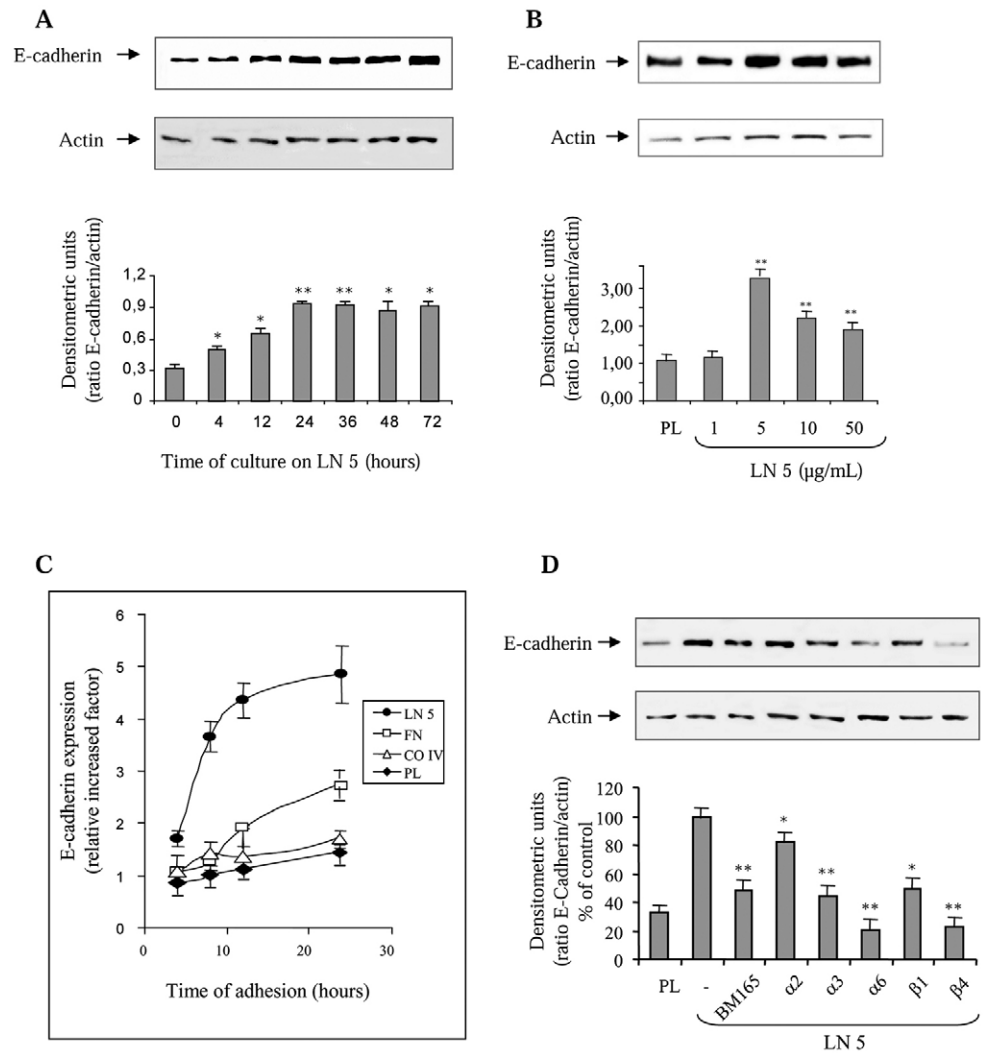 A
E-cadherin
Actin
Densitometric units
(ratio E-cadherin/actin)
1,2
0,9
0,6
0,3
0
* * ** ** * *
0 4 12 24 36 48 72
Time of culture on LN 5 (hours)
B
E-cadherin
Actin
Densitometric units
(ratio E-cadherin/actin)
3,00
2,00
1,00
0,00
** ** **
PL 1 5 10 50
LN 5 (µg/mL)
C
E-cadherin expression
(relative increased factor)
6
5
4
3
2
1
0
0 10 20 30
Time of adhesion (hours)
LN 5
FN
CO IV
PL
D
E-cadherin
Actin
Densitometric units
(ratio E-Cadherin/actin)
% of control
120
100
80
60
40
20
0
** * ** ** * **
PL - BM165 α2 α3 α6 β1 β4
LN 5